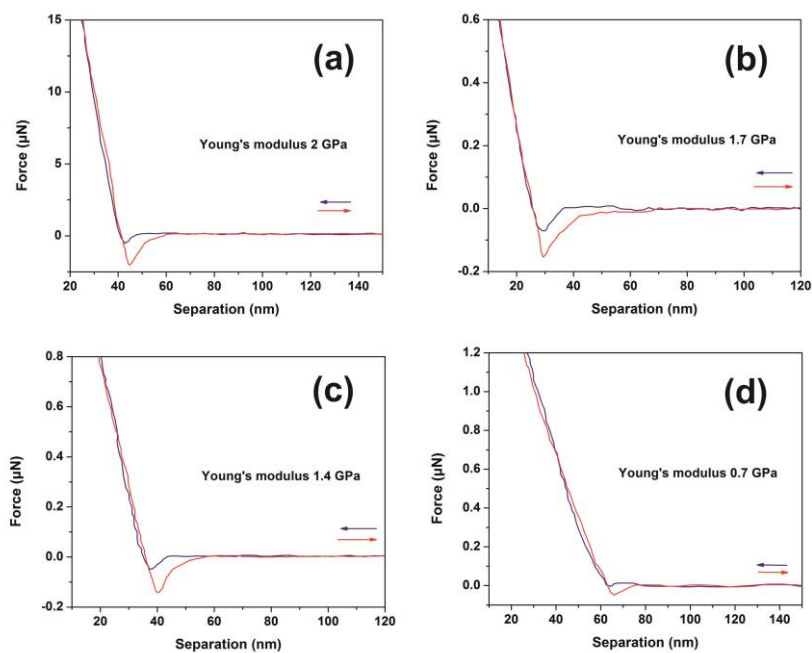 (a)
Young's modulus 2 GPa
Force (µN)
15
10
5
0
20 40 60 80 100 120 140
Separation (nm)
(b)
Young's modulus 1.7 GPa
Force (µN)
0.6
0.4
0.2
0.0
-0.2
20 40 60 80 100 120
Separation (nm)
(c)
Young's modulus 1.4 GPa
Force (µN)
0.8
0.6
0.4
0.2
0.0
-0.2
20 40 60 80 100 120
Separation (nm)
(d)
Young's modulus 0.7 GPa
Force (µN)
1.2
1.0
0.8
0.6
0.4
0.2
0.0
20 40 60 80 100 120 140
Separation (nm)